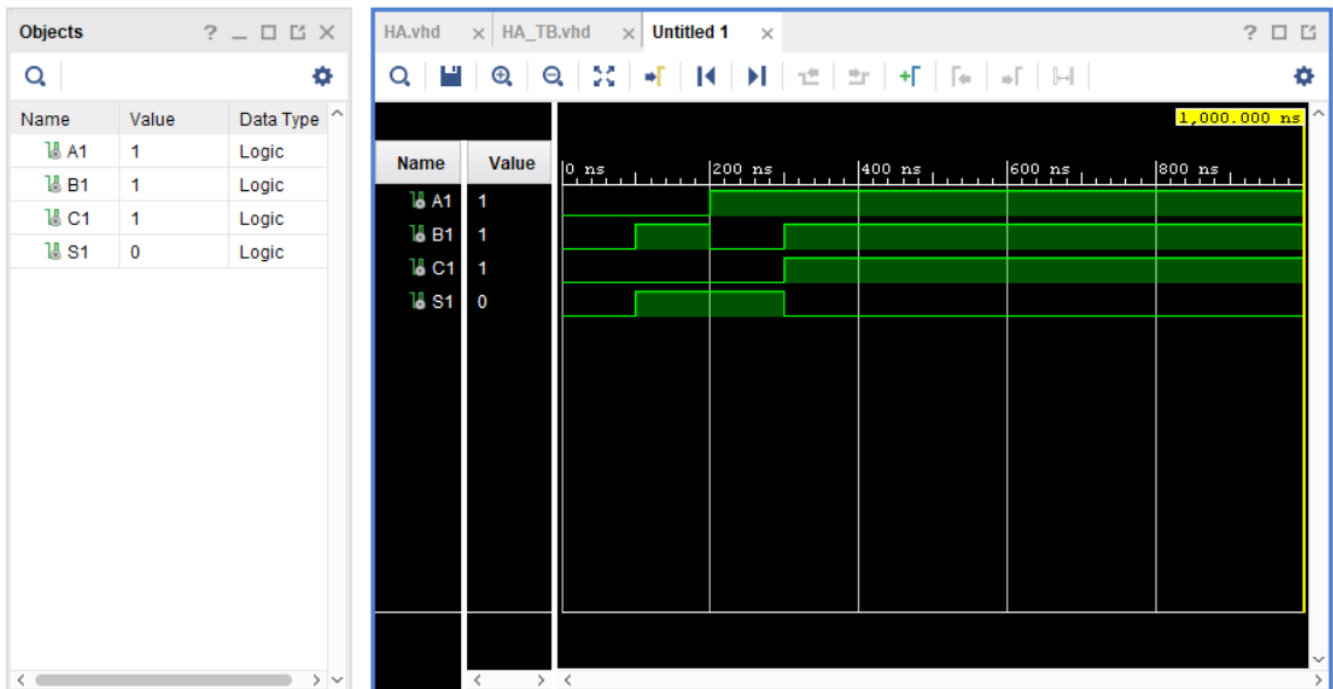 Objects
Name Value Data Type
A1 1 Logic
B1 1 Logic
C1 1 Logic
S1 0 Logic
HA.vhd HA_TB.vhd Untitled 1
1,000.000 ns
Name Value
0 ns 200 ns 400 ns 600 ns 800 ns
A1 1
B1 1
C1 1
S1 0